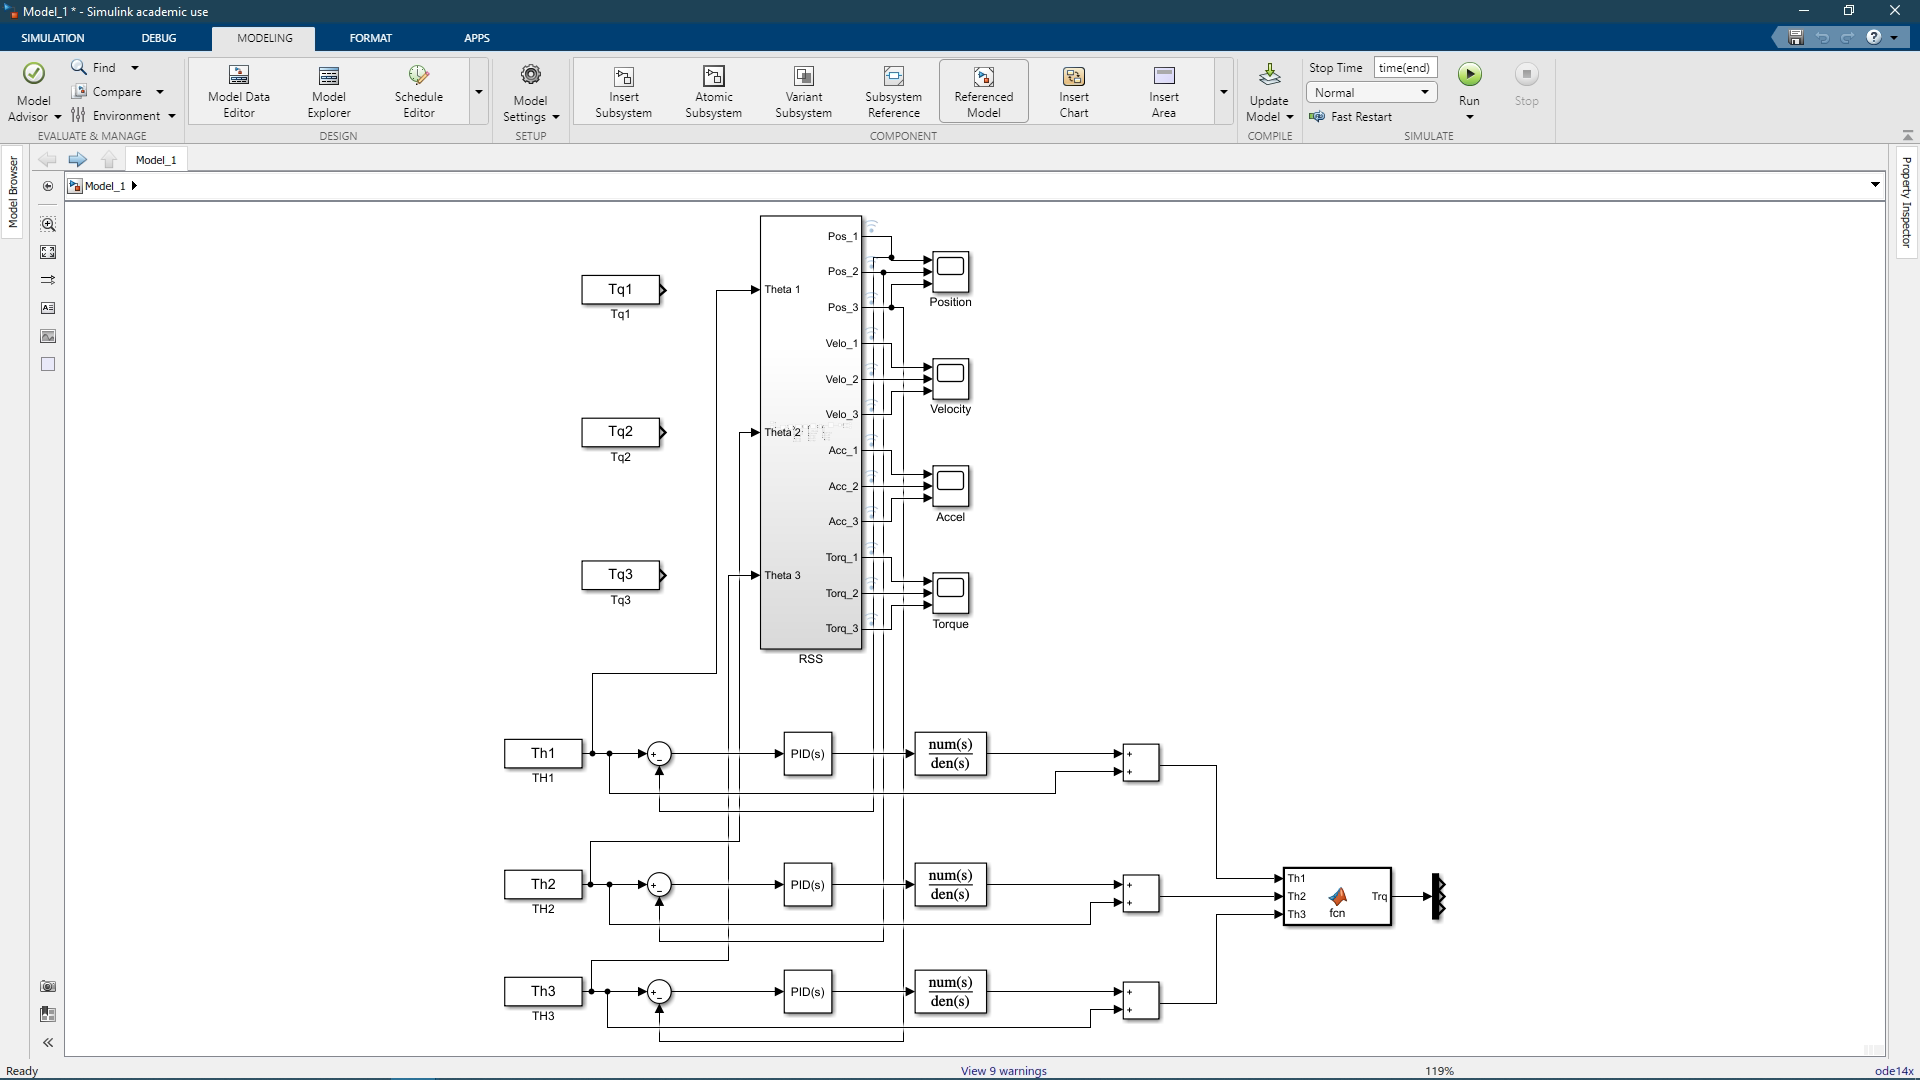 Model_1 * - Simulink academic use
SIMULATION DEBUG MODELING FORMAT APPS
Model Advisor
Find
Compare
Environment
EVALUATE & MANAGE
Model Data Editor
Model Explorer
Schedule Editor
DESIGN
Model Settings
SETUP
Insert Subsystem
Atomic Subsystem
Variant Subsystem
Subsystem Reference
Referenced Model
Insert Chart
Insert Area
COMPONENT
Update Model
COMPILE
Stop Time time(end)
Normal
Fast Restart
Run
Stop
SIMULATE
Model Browser
Model_1
Model_1
Property Inspector
Tq1
Tq1
Tq2
Tq2
Tq3
Tq3
Theta 1
Theta 2
Theta 3
Pos_1
Pos_2
Pos_3
Velo_1
Velo_2
Velo_3
Acc_1
Acc_2
Acc_3
Torq_1
Torq_2
Torq_3
RSS
Position
Velocity
Accel
Torque
Th1
TH1
PID(s)
num(s)
den(s)
Th2
TH2
PID(s)
num(s)
den(s)
Th3
TH3
PID(s)
num(s)
den(s)
Th1
Th2
Th3
fcn
Trq
Ready
View 9 warnings
119%
ode14x